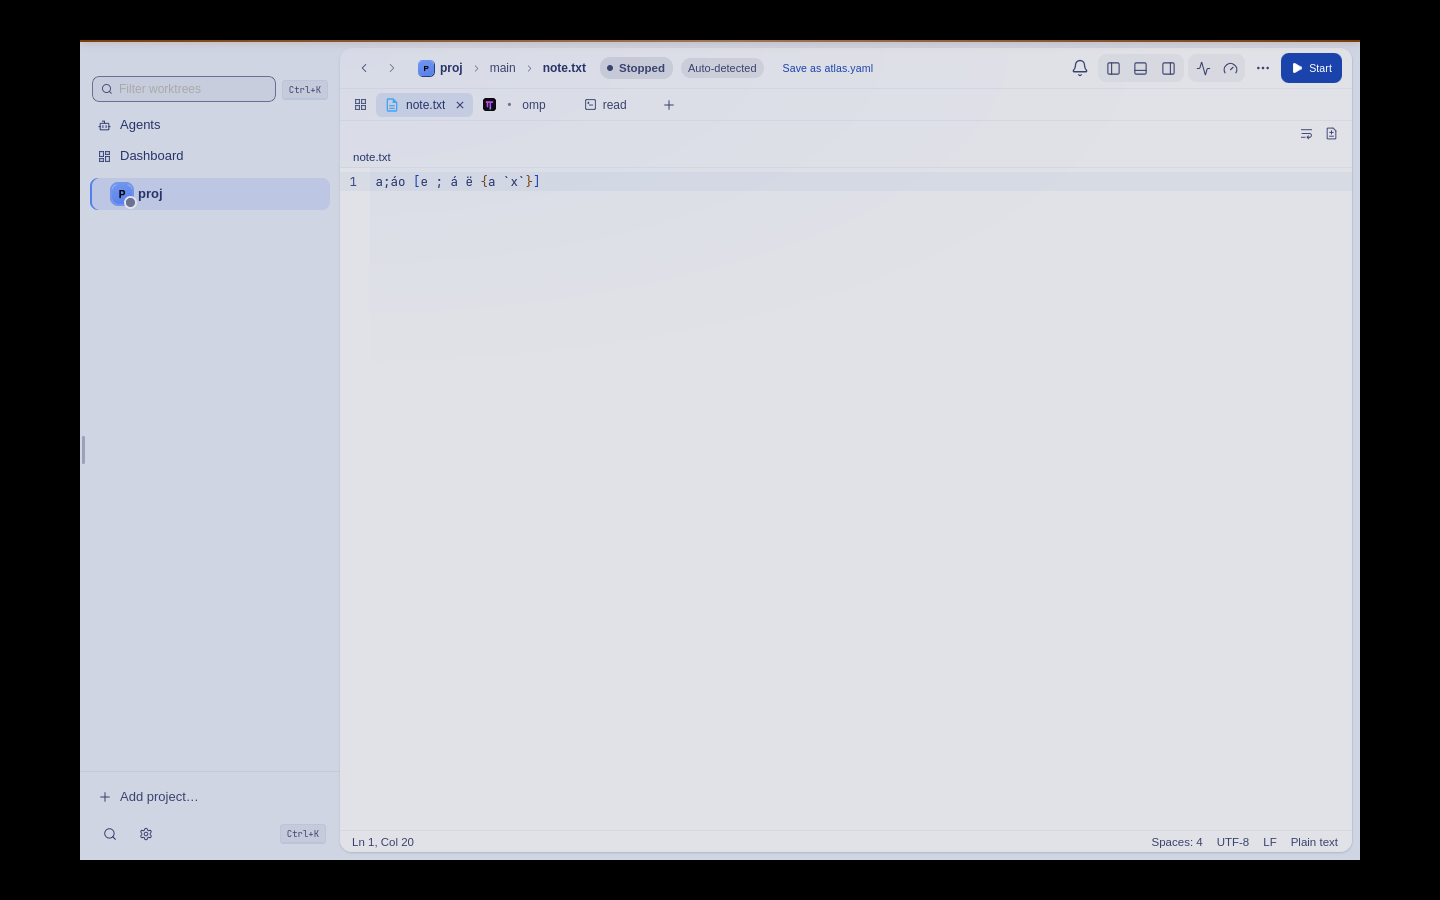 Filter worktrees
Ctrl+K
Agents
Dashboard
P proj
Add project…
Ctrl+K
P proj › main › note.txt
Stopped
Auto-detected
Save as atlas.yaml
Start
note.txt
omp
read
note.txt
1 a;áo [e ; á ë {a `x`}]
Ln 1, Col 20
Spaces: 4
UTF-8
LF
Plain text